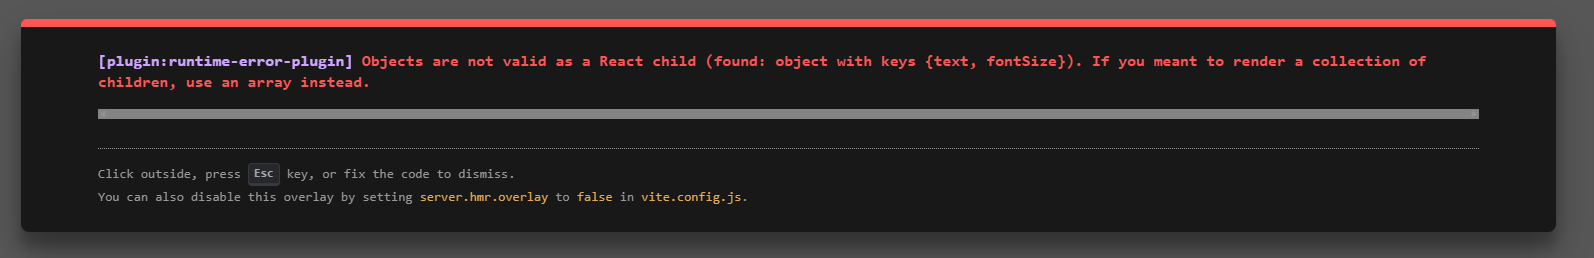 [plugin:runtime-error-plugin] Objects are not valid as a React child (found: object with keys {text, fontSize}). If you meant to render a collection of
children, use an array instead.
Click outside, press Esc key, or fix the code to dismiss.
You can also disable this overlay by setting server.hmr.overlay to false in vite.config.js.